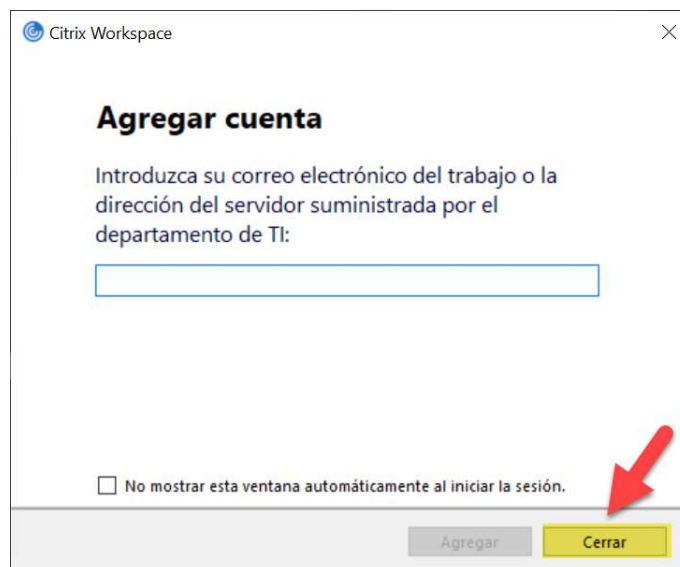 Citrix Workspace
Agregar cuenta
Introduzca su correo electrónico del trabajo o la
dirección del servidor suministrada por el
departamento de TI:
No mostrar esta ventana automáticamente al iniciar la sesión.
Agregar
Cerrar